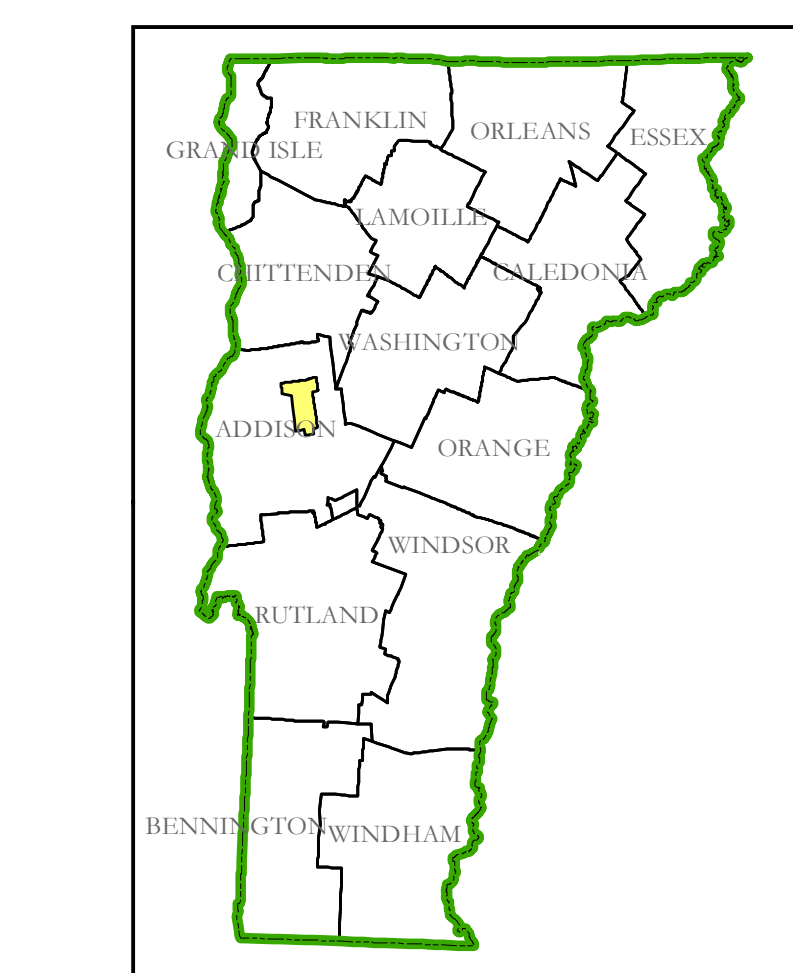 FRANKLIN
ORLEANS
ESSEX
GRAND ISLE
LAMOILLE
CHITTENDEN
CALEDONIA
WASHINGTON
ADDISON
ORANGE
WINDSOR
RUTLAND
BENNINGTON
WINDHAM